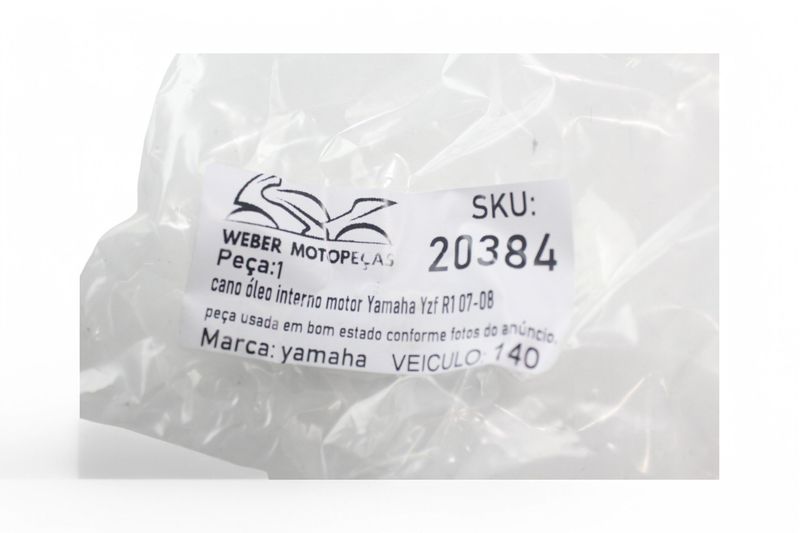 WEBER MOTOPEÇAS
SKU:
20384
Peça:1
cano óleo interno motor Yamaha Yzf R1 07-08
peça usada em bom estado conforme fotos do anúncio.
Marca: yamaha VEICULO: 140